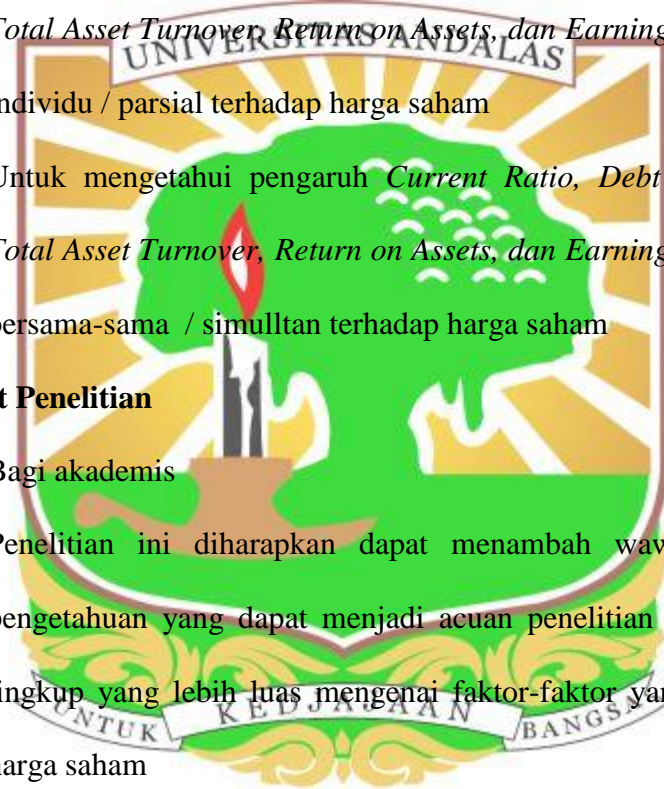 Total Asset Turnover, Return on Assets, dan Earning
UNIVERSITAS ANDALAS
individu / parsial terhadap harga saham
Untuk mengetahui pengaruh Current Ratio, Debt
Total Asset Turnover, Return on Assets, dan Earning
bersama-sama / simulltan terhadap harga saham
t Penelitian
Bagi akademis
Penelitian ini diharapkan dapat menambah waw
pengetahuan yang dapat menjadi acuan penelitian
lingkup yang lebih luas mengenai faktor-faktor yan
UNTUK KEDJAJAAN BANGSA
harga saham